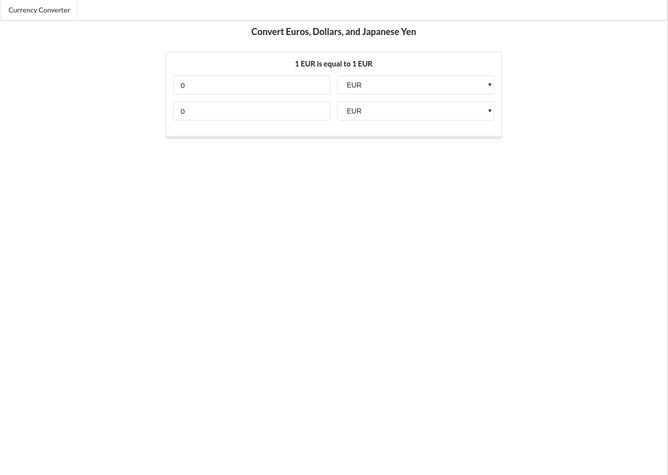 Currency Converter
Convert Euros, Dollars, and Japanese Yen
1 EUR is equal to 1 EUR
0 EUR
0 EUR